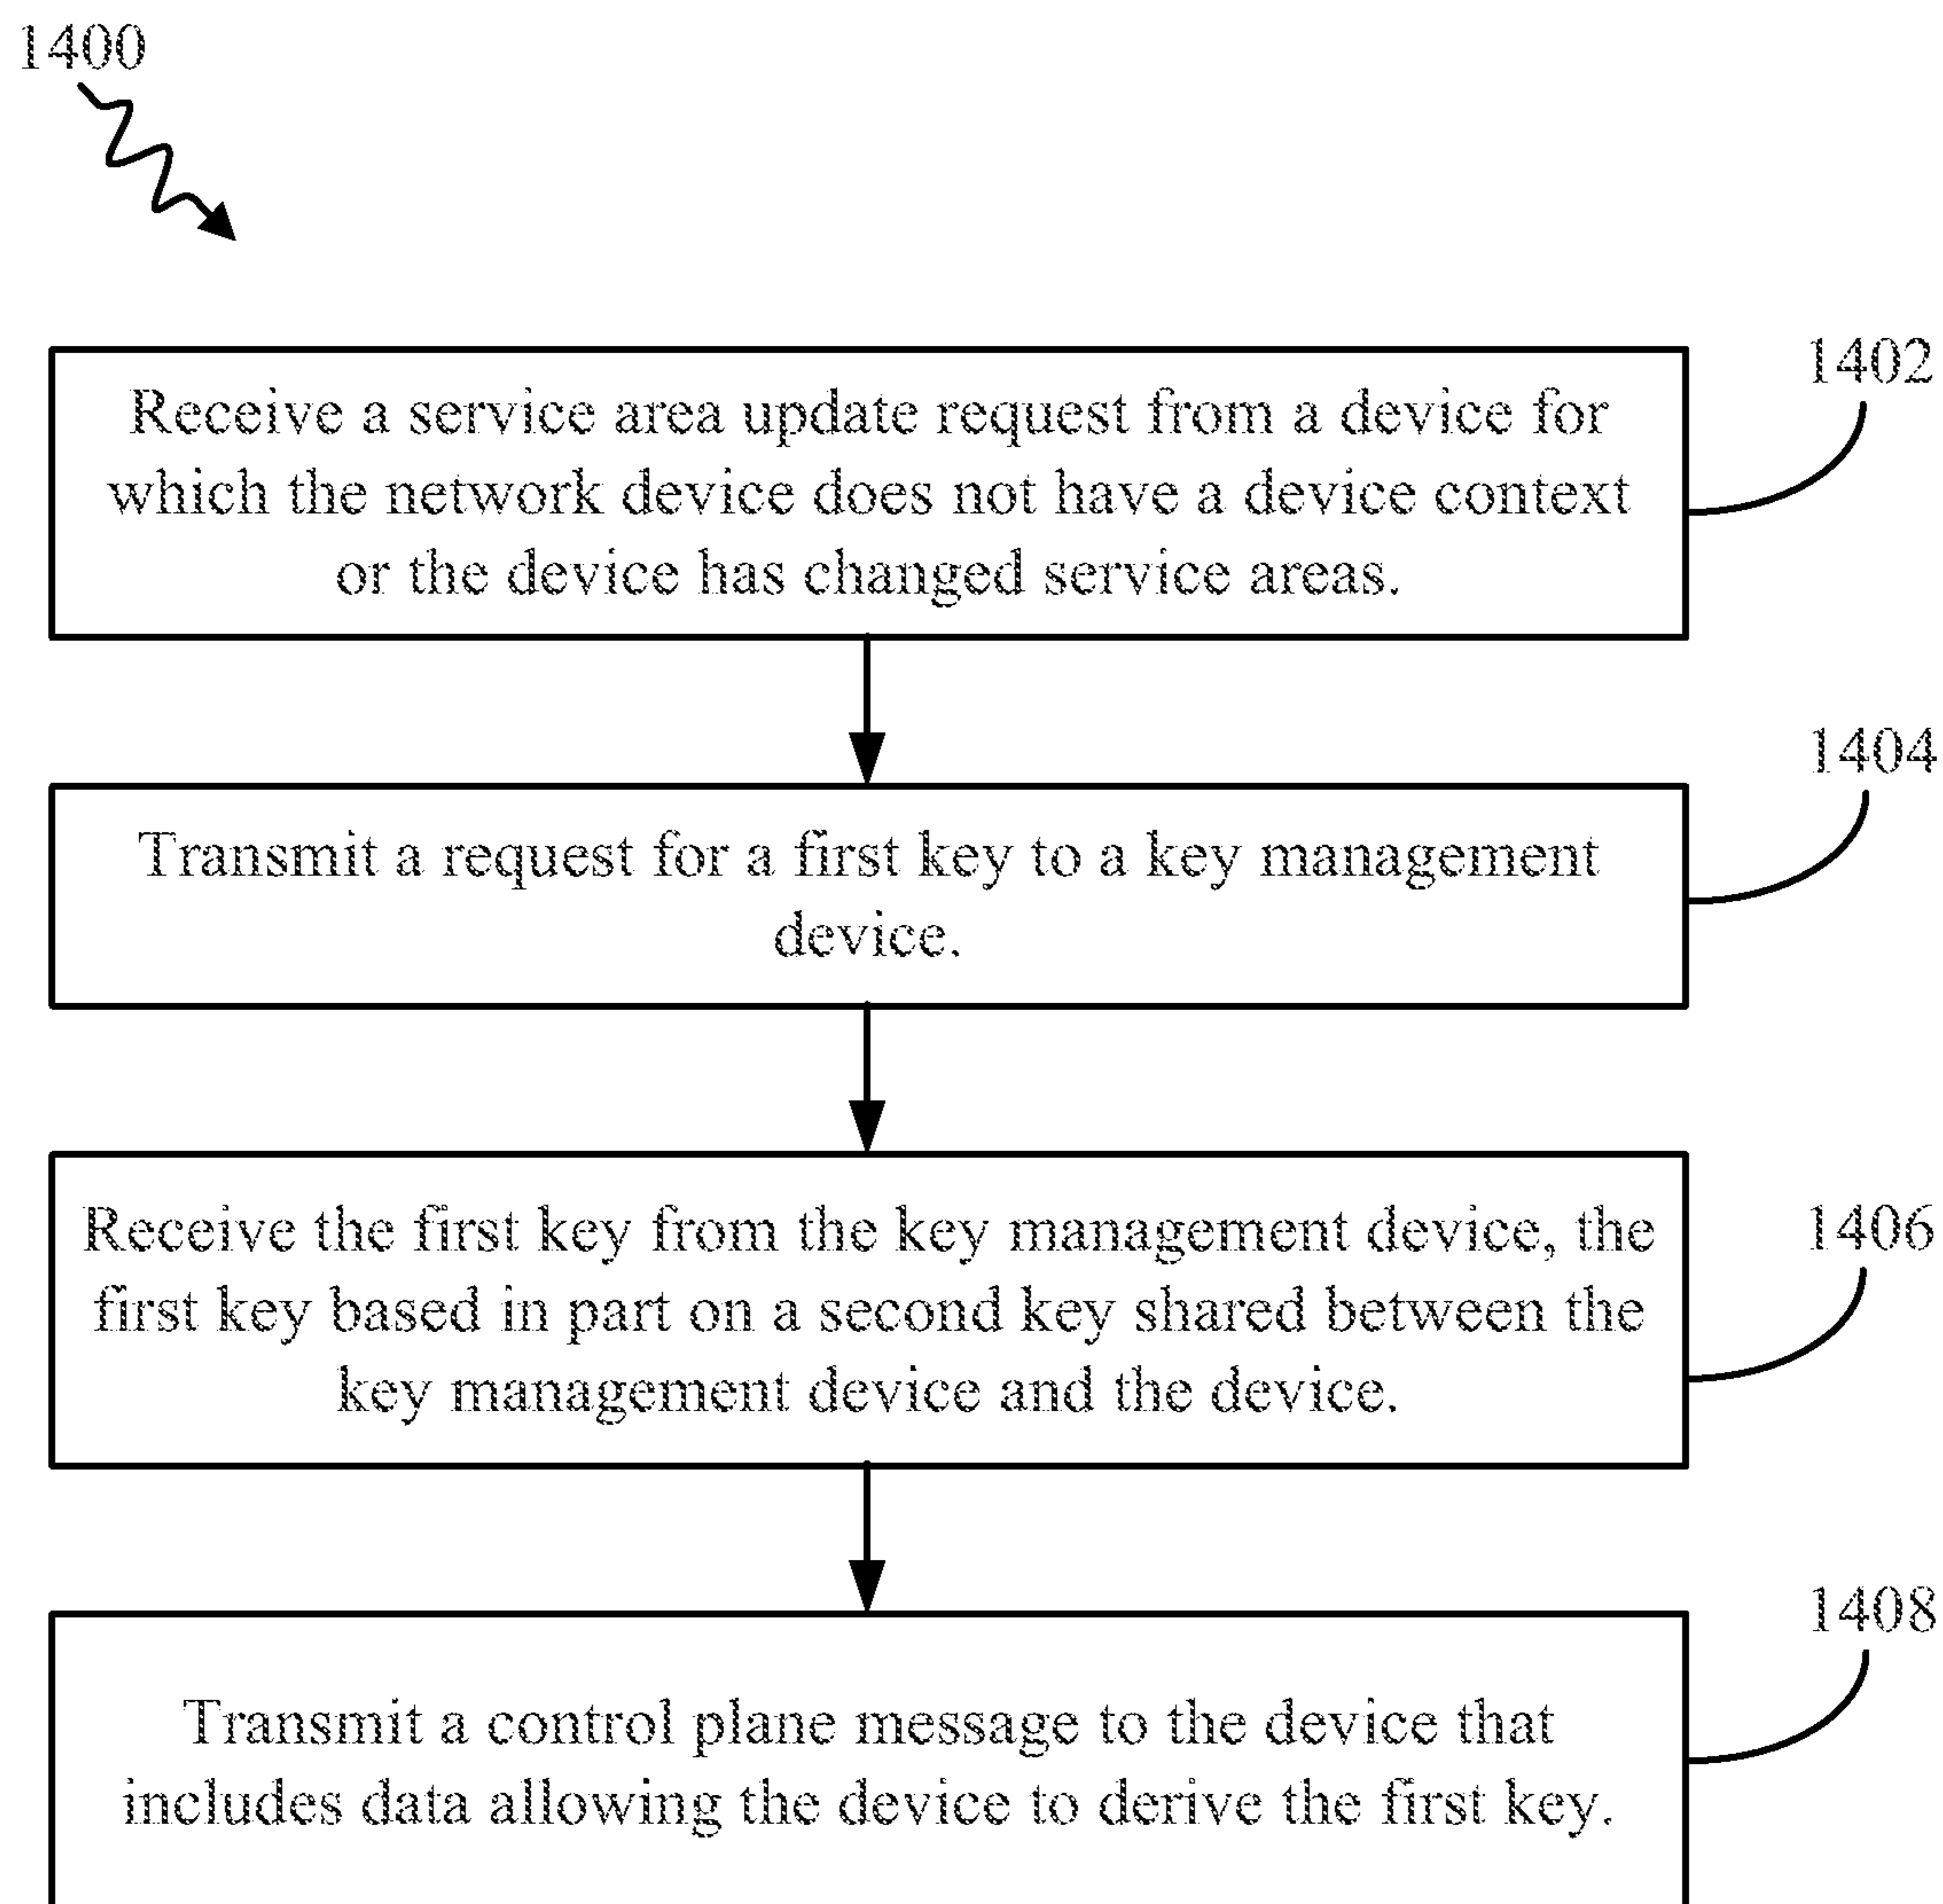 1400
1402
Receive a service area update request from a device for
which the network device does not have a device context
or the device has changed service areas.
1404
Transmit a request for a first key to a key management
device.
1406
Receive the first key from the key management device, the
first key based in part on a second key shared between the
key management device and the device.
1408
Transmit a control plane message to the device that
includes data allowing the device to derive the first key.